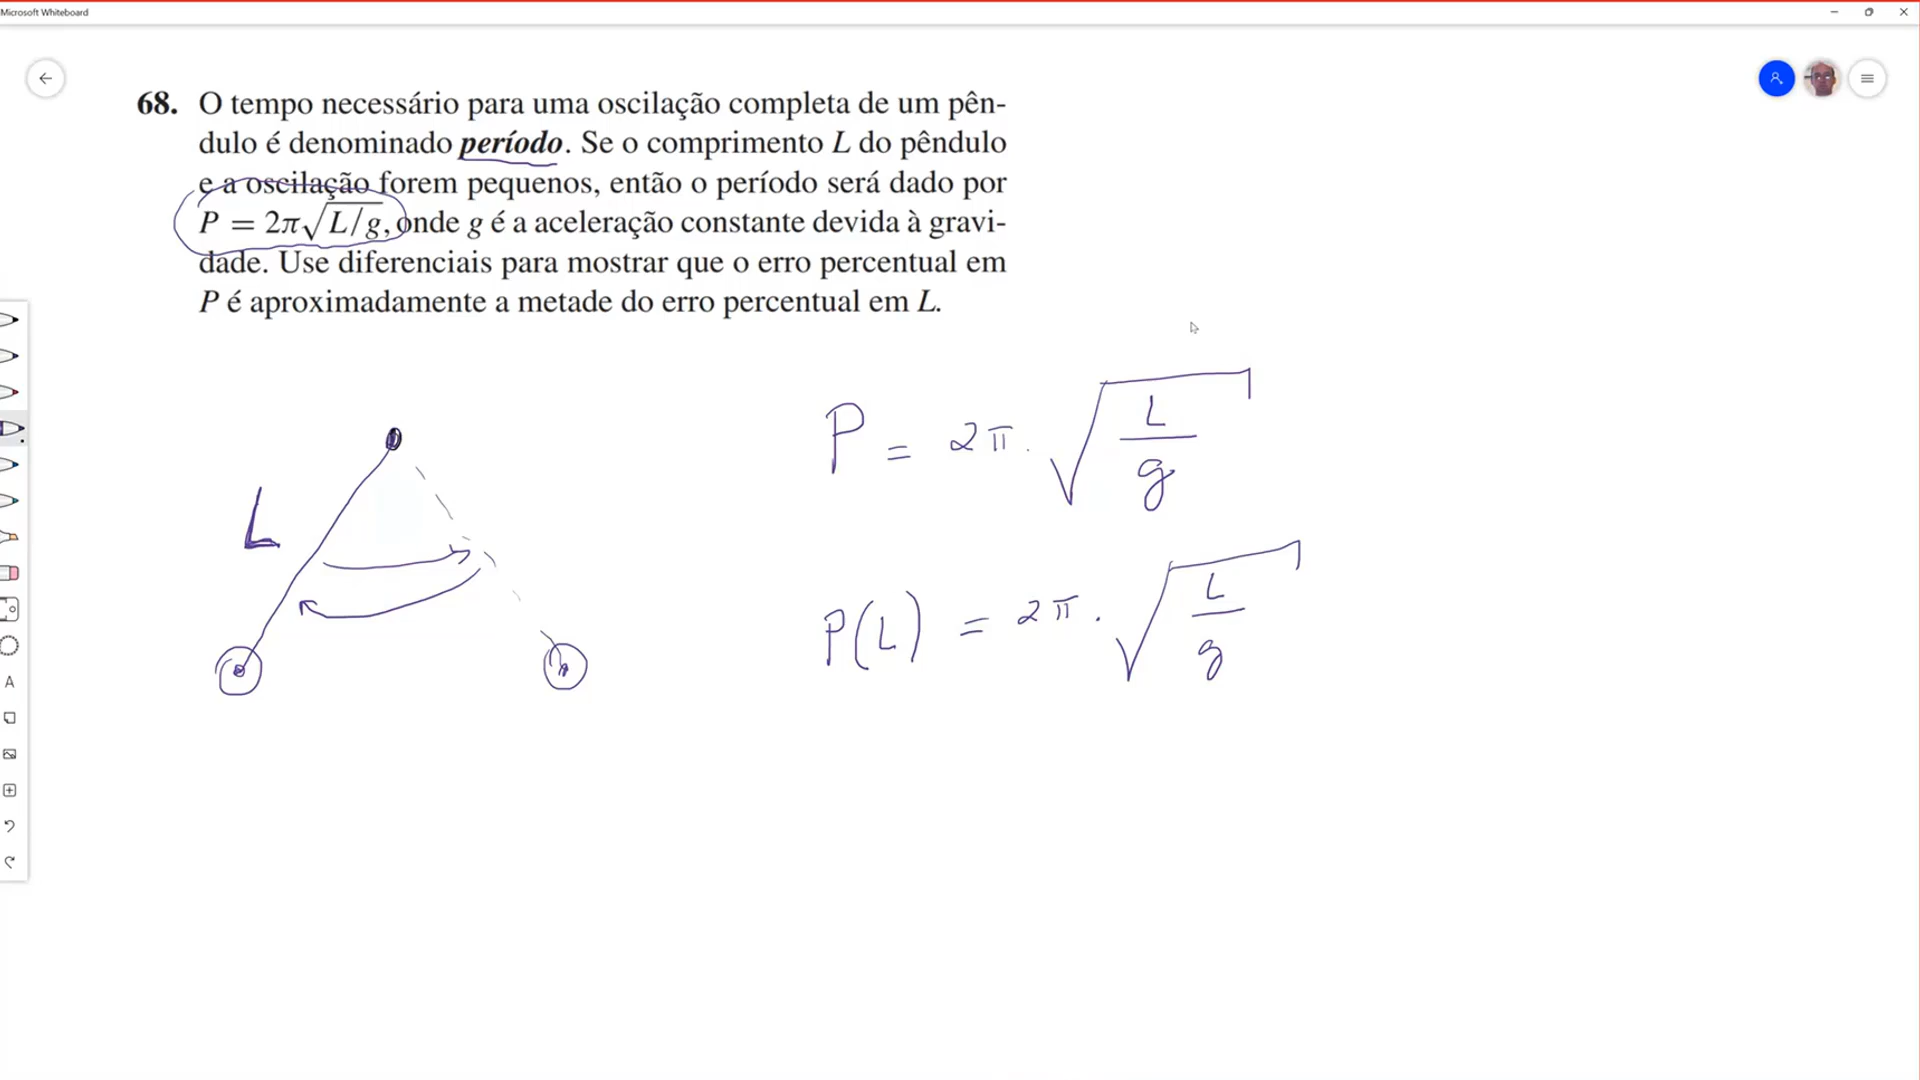 Microsoft Whiteboard
68. O tempo necessário para uma oscilação completa de um pên-
dulo é denominado período. Se o comprimento L do pêndulo
e a oscilação forem pequenos, então o período será dado por
P = 2π√L/g, onde g é a aceleração constante devida à gravi-
dade. Use diferenciais para mostrar que o erro percentual em
P é aproximadamente a metade do erro percentual em L.
P = 2π · √(L/g)
L
P(L) = 2π · √(L/g)
A